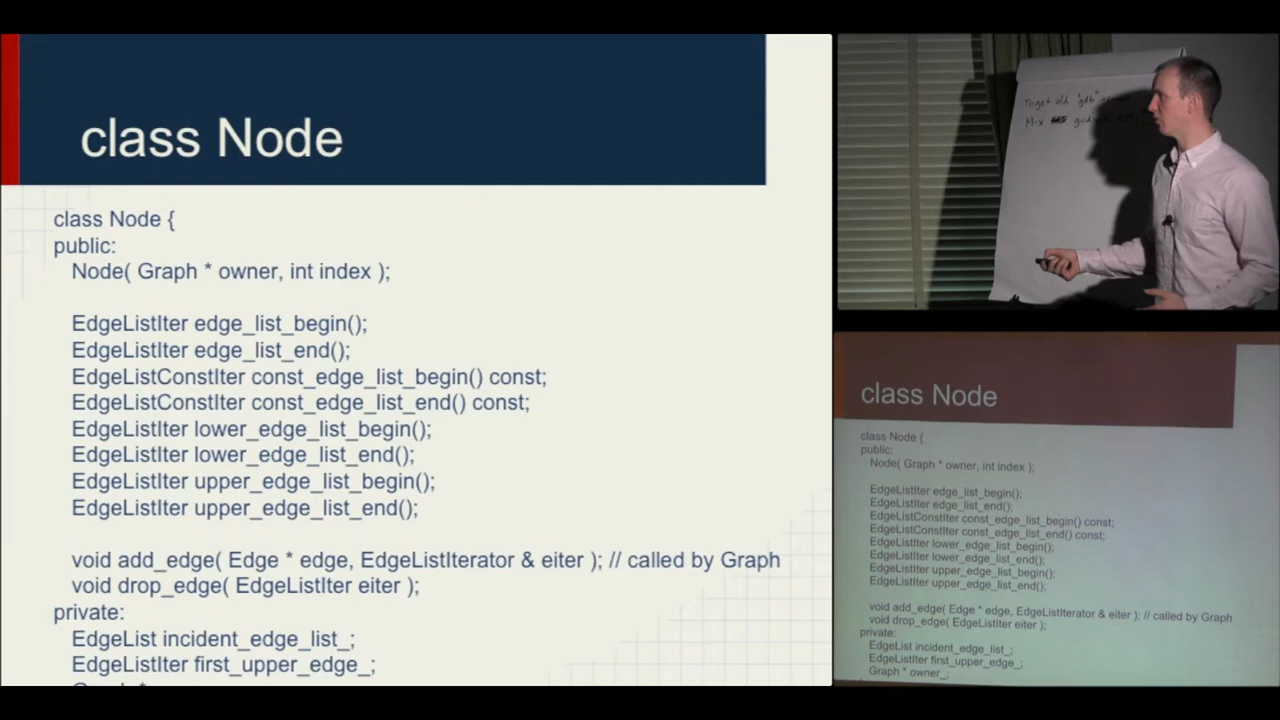 class Node
class Node {
public:
Node( Graph * owner, int index );
EdgeListIter edge_list_begin();
EdgeListIter edge_list_end();
EdgeListConstIter const_edge_list_begin() const;
EdgeListConstIter const_edge_list_end() const;
EdgeListIter lower_edge_list_begin();
EdgeListIter lower_edge_list_end();
EdgeListIter upper_edge_list_begin();
EdgeListIter upper_edge_list_end();
void add_edge( Edge * edge, EdgeListIterator & eiter ); // called by Graph
void drop_edge( EdgeListIter eiter );
private:
EdgeList incident_edge_list_;
EdgeListIter first_upper_edge_;
Target old "gdb"
M-x
class Node
class Node {
public:
Node( Graph * owner, int index );
EdgeListIter edge_list_begin();
EdgeListIter edge_list_end();
EdgeListConstIter const_edge_list_begin() const;
EdgeListConstIter const_edge_list_end() const;
EdgeListIter lower_edge_list_begin();
EdgeListIter lower_edge_list_end();
EdgeListIter upper_edge_list_begin();
EdgeListIter upper_edge_list_end();
void add_edge( Edge * edge, EdgeListIterator & eiter ); // called by Graph
void drop_edge( EdgeListIter eiter );
private:
EdgeList incident_edge_list_;
EdgeListIter first_upper_edge_;
Graph * owner_;